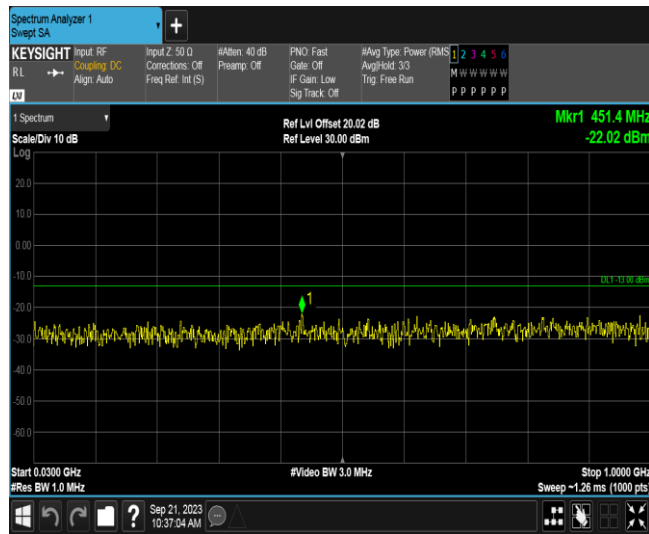 Spectrum Analyzer 1
Swept SA
+
KEYSIGHT Input: RF
RL Coupling: DC
Align: Auto
LXI
Input Z: 50 Ω
Corrections: Off
Freq Ref: Int (S)
#Atten: 40 dB
Preamp: Off
PNO: Fast
Gate: Off
IF Gain: Low
Sig Track: Off
#Avg Type: Power (RMS
Avg|Hold: 3/3
Trig: Free Run
1 2 3 4 5 6
M W W W W W
P P P P P P
1 Spectrum
Scale/Div 10 dB
Ref Lvl Offset 20.02 dB
Ref Level 30.00 dBm
Mkr1 451.4 MHz
-22.02 dBm
Log
20.0
10.0
0.00
-10.0
DL1 -13.00 dBm
1
-20.0
-30.0
-40.0
-50.0
-60.0
Start 0.0300 GHz
#Res BW 1.0 MHz
#Video BW 3.0 MHz
Stop 1.0000 GHz
Sweep ~1.26 ms (1000 pts
?
Sep 21, 2023
10:37:04 AM